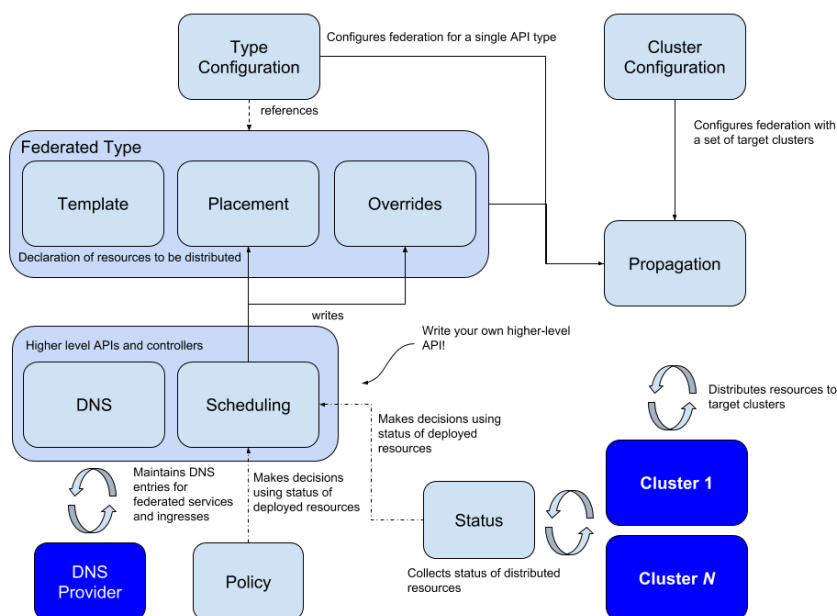 Type
Configuration
Configures federation for a single API type
Cluster
Configuration
references
Configures federation with
a set of target clusters
Federated Type
Template
Placement
Overrides
Declaration of resources to be distributed
Propagation
writes
Write your own higher-level
API!
Higher level APIs and controllers
DNS
Scheduling
Distributes resources to
target clusters
Makes decisions using
status of deployed
resources
Maintains DNS
entries for
federated services
and ingresses
Makes decisions
using status of
deployed resources
Cluster 1
Status
Collects status of distributed
resources
Cluster N
DNS
Provider
Policy